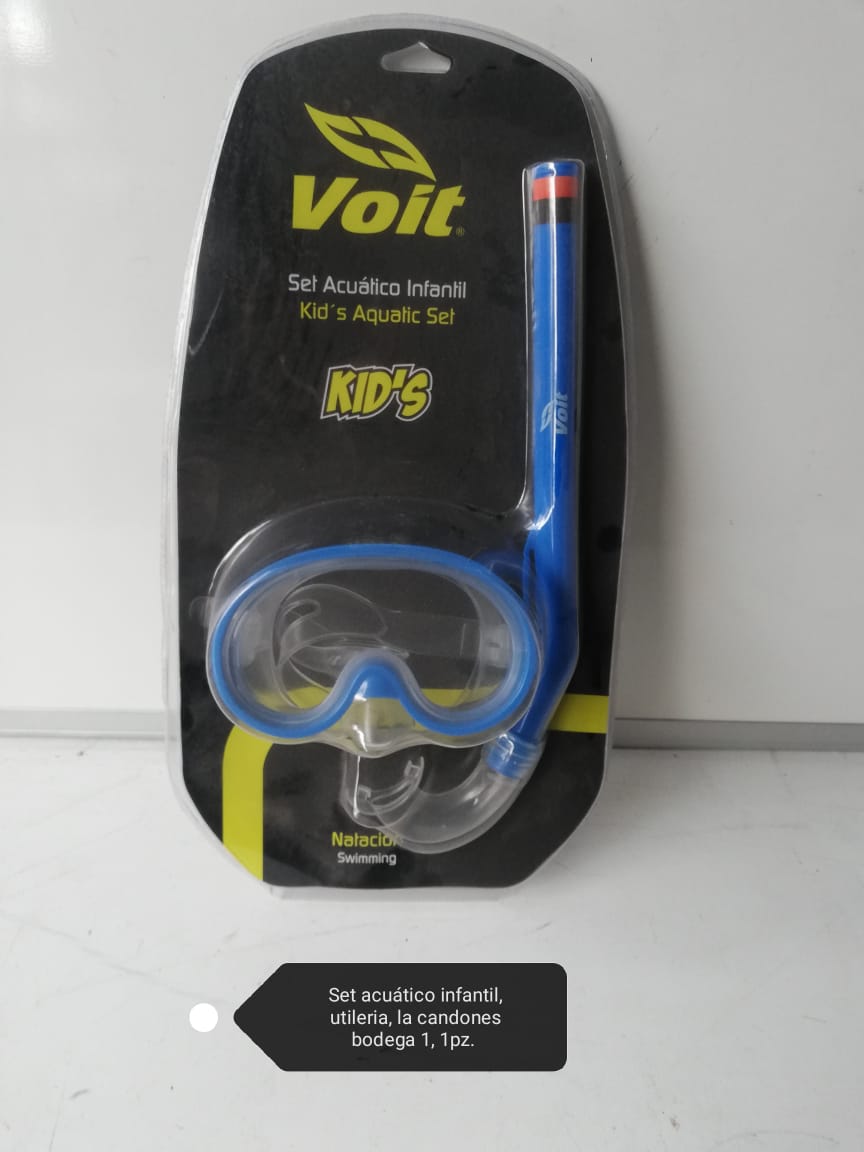 Voit®
Set Acuático Infantil
Kid´s Aquatic Set
KID'S
Voit
Natación
Swimming
Set acuático infantil,
utileria, la candones
bodega 1, 1pz.